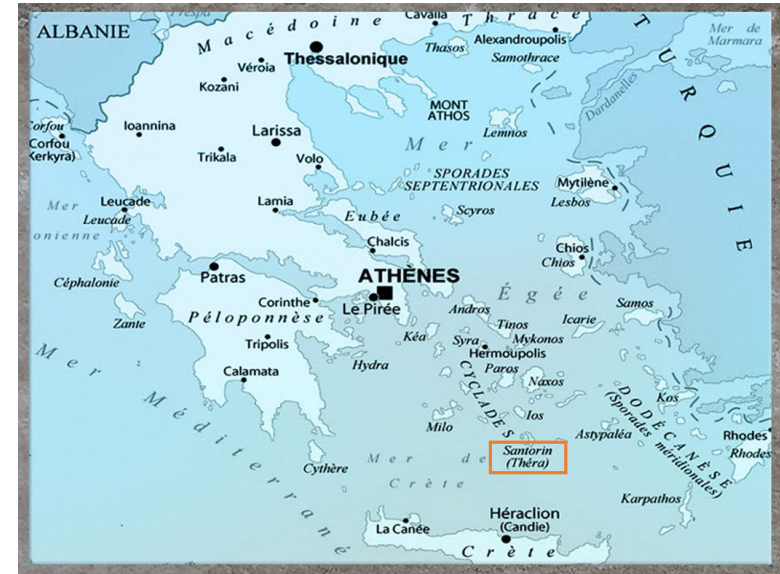 Prespa
Cavalla
Thrace
ALBANIE
Macédoine
Alexandroupolis
Mer de
Marmara
Thessalonique
Thasos
Samothrace
Véroia
Kozani
TURQUIE
Dardanelles
MONT
ATHOS
Lemnos
Corfou
Corfou
Kerkyra)
Ioannina
Larissa
Trikala
Volo
Mer
SPORADES
SEPTENTRIONALES
Mytilène
Lesbos
Leucade
Leucade
Mer
onienne
Lamia
Eubée
Scyros
Chalcis
Chios
Chios
Céphalonie
Patras
ATHÈNES
Égée
Corinthe
Le Pirée
Andros
Samos
Zante
Péloponnèse
Tinos
Icarie
Kéa
Syra
Mykonos
Tripolis
Hermoupolis
Hydra
Paros
Calamata
Naxos
Mer Méditerrané
CYCLADES
Kos
DODÉCANÈSE
(Sporades méridionales)
Ios
Milo
Astypaléa
Rhodes
Rhodes
Santorin
(Théra)
Cythère
Mer de
Crète
Karpathos
Héraclion
(Candie)
La Canée
Crète